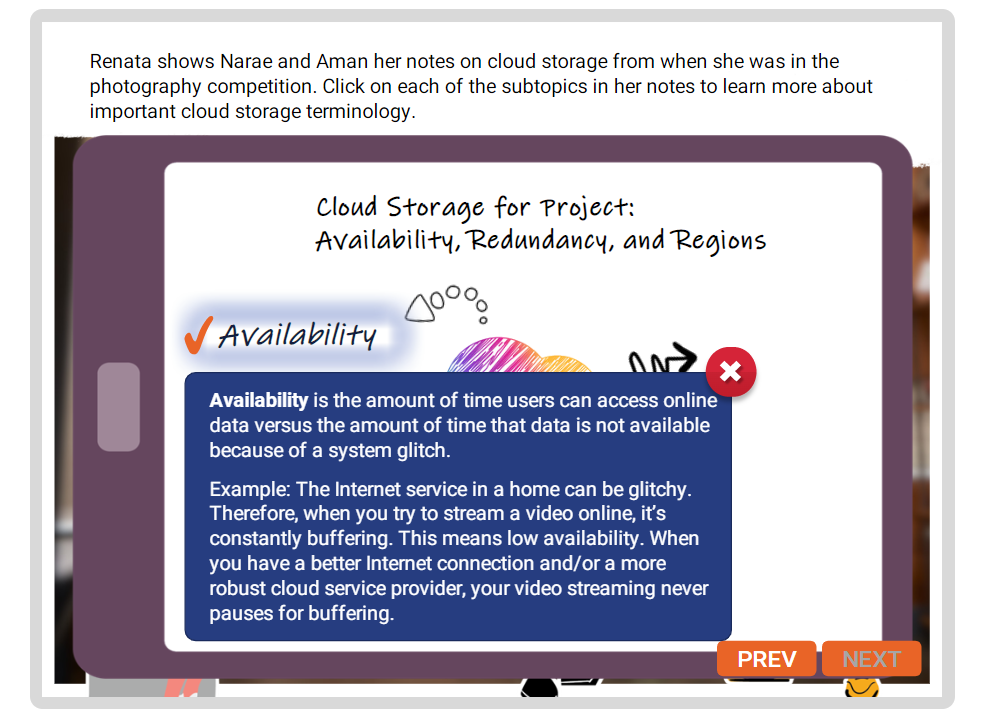 Renata shows Narae and Aman her notes on cloud storage from when she was in the
photography competition. Click on each of the subtopics in her notes to learn more about
important cloud storage terminology.
Cloud Storage for Project:
Availability, Redundancy, and Regions
Availability
Availability is the amount of time users can access online
data versus the amount of time that data is not available
because of a system glitch.
Example: The Internet service in a home can be glitchy.
Therefore, when you try to stream a video online, it’s
constantly buffering. This means low availability. When
you have a better Internet connection and/or a more
robust cloud service provider, your video streaming never
pauses for buffering.
PREV
NEXT